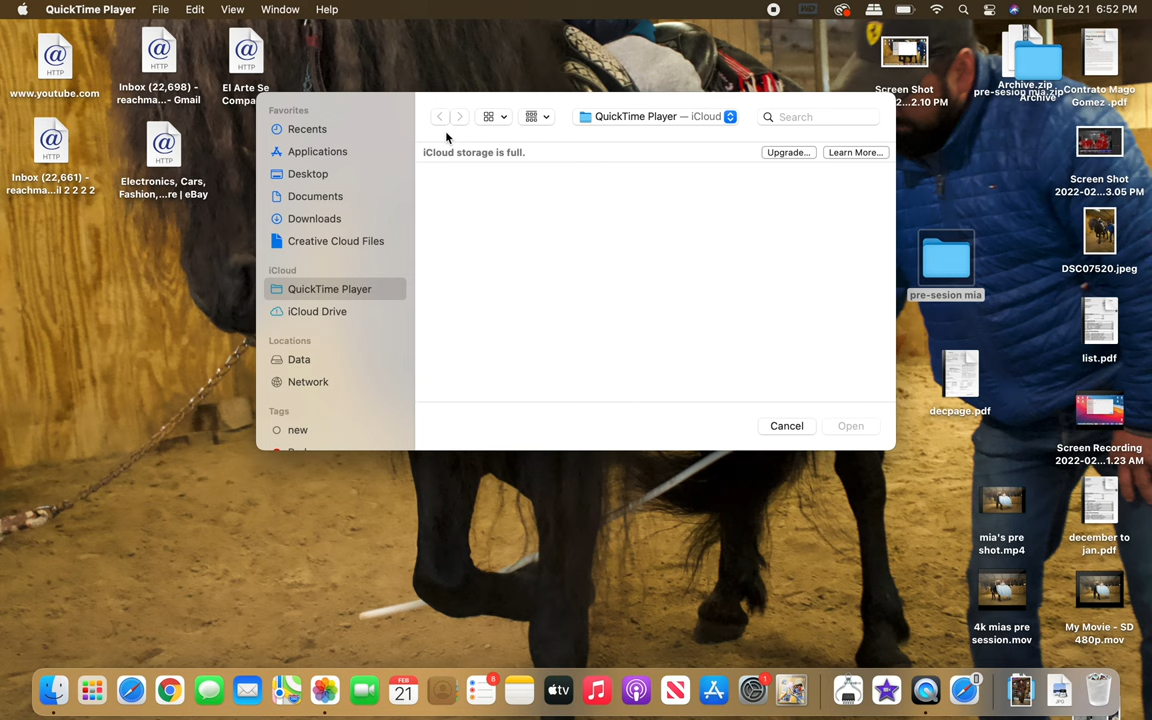 QuickTime Player File Edit View Window Help Mon Feb 21 6:52 PM
www.youtube.com
Inbox (22,698) -
reachma...- Gmail
El Arte Se
Compa
Inbox (22,661) -
reachma...il 2 2 2 2
Electronics, Cars,
Fashion,...re | eBay
Favorites
Recents
Applications
Desktop
Documents
Downloads
Creative Cloud Files
iCloud
QuickTime Player
iCloud Drive
Locations
Data
Network
Tags
new
QuickTime Player — iCloud
Search
iCloud storage is full.
Upgrade...
Learn More...
Cancel
Open
Screen Shot
2...2.10 PM
Archive.zip
pre-sesion mia.zip
Archive
Contrato Mago
Gomez .pdf
Screen Shot
2022-02...3.05 PM
DSC07520.jpeg
pre-sesion mia
list.pdf
decpage.pdf
Screen Recording
2022-02...1.23 AM
mia's pre
shot.mp4
december to
jan.pdf
4k mias pre
session.mov
My Movie - SD
480p.mov
FEB
21
8
tv
1
JPG